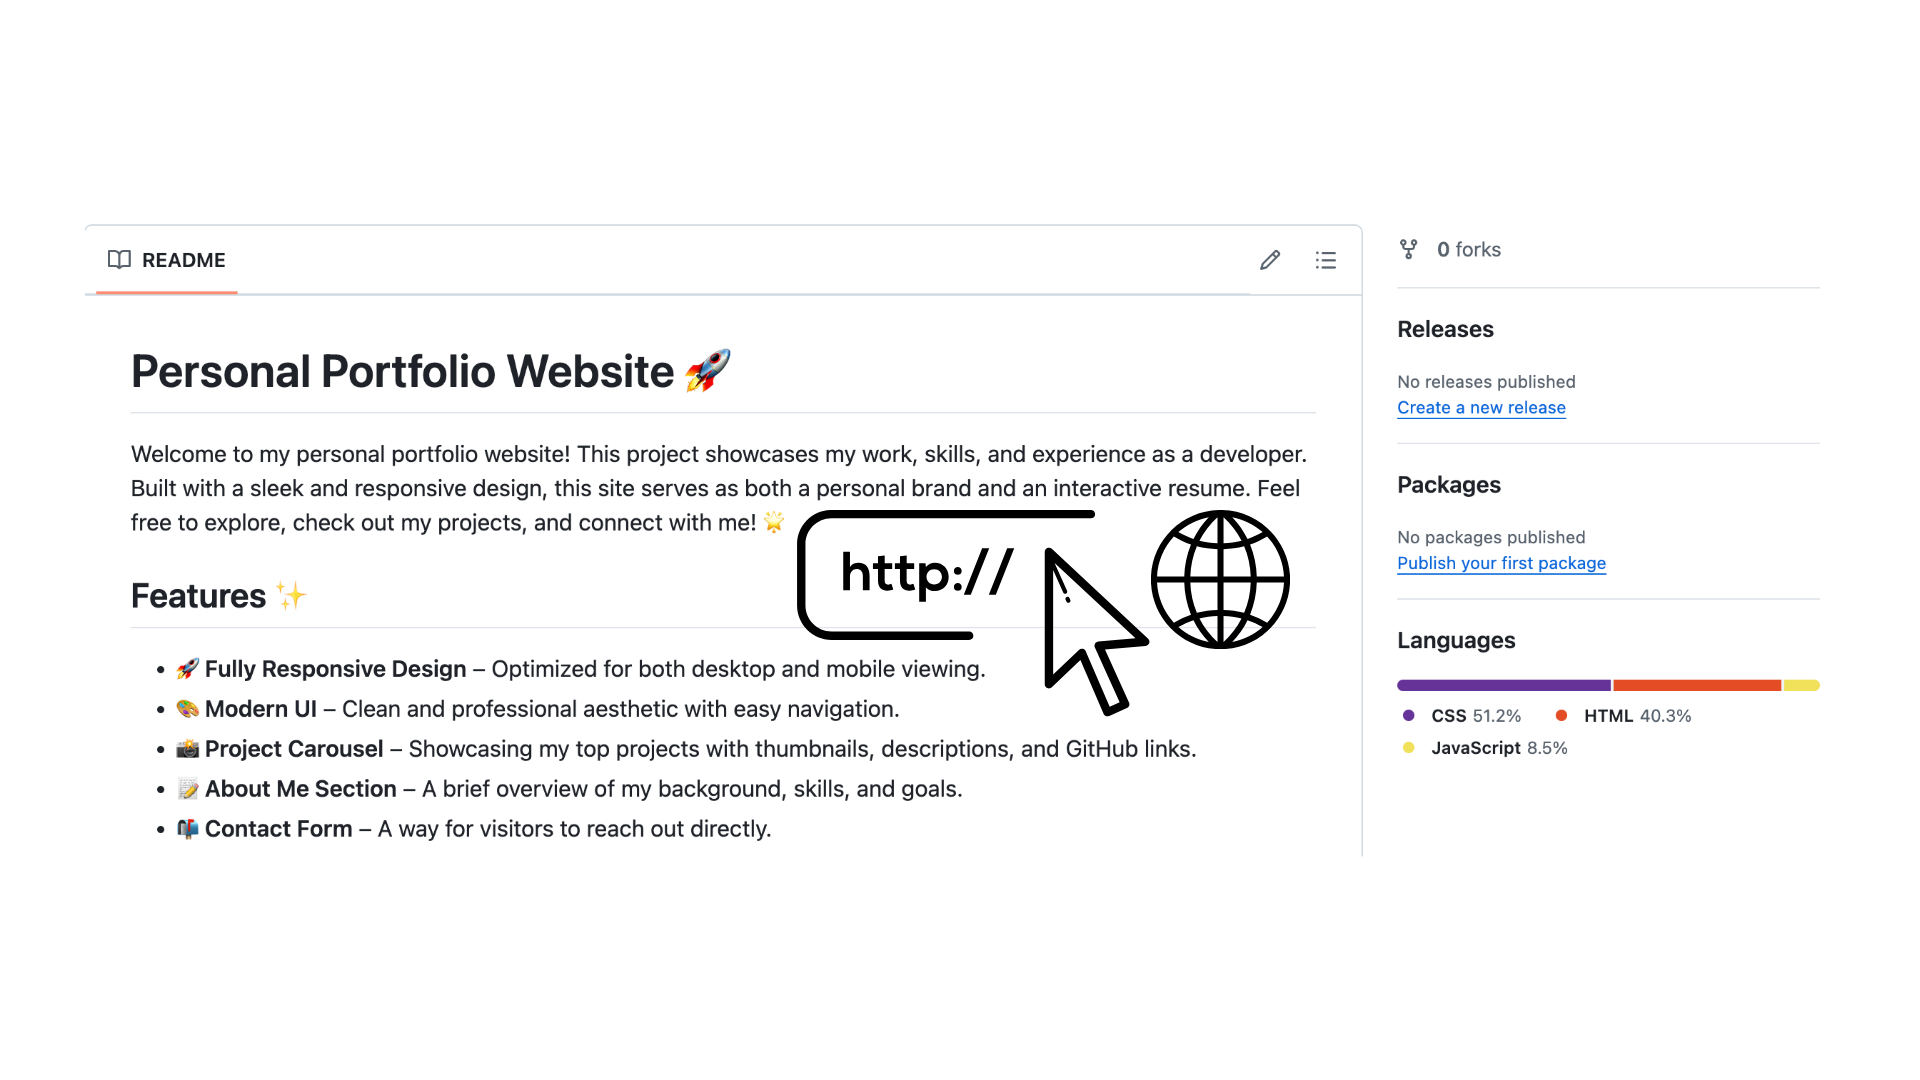 README
Personal Portfolio Website 🚀
Welcome to my personal portfolio website! This project showcases my work, skills, and experience as a developer.
Built with a sleek and responsive design, this site serves as both a personal brand and an interactive resume. Feel
free to explore, check out my projects, and connect with me! 🌟
http://
Features ✨
• 🚀 Fully Responsive Design – Optimized for both desktop and mobile viewing.
• 🎨 Modern UI – Clean and professional aesthetic with easy navigation.
• 📸 Project Carousel – Showcasing my top projects with thumbnails, descriptions, and GitHub links.
• 📝 About Me Section – A brief overview of my background, skills, and goals.
• 📬 Contact Form – A way for visitors to reach out directly.
0 forks
Releases
No releases published
Create a new release
Packages
No packages published
Publish your first package
Languages
CSS 51.2% HTML 40.3%
JavaScript 8.5%